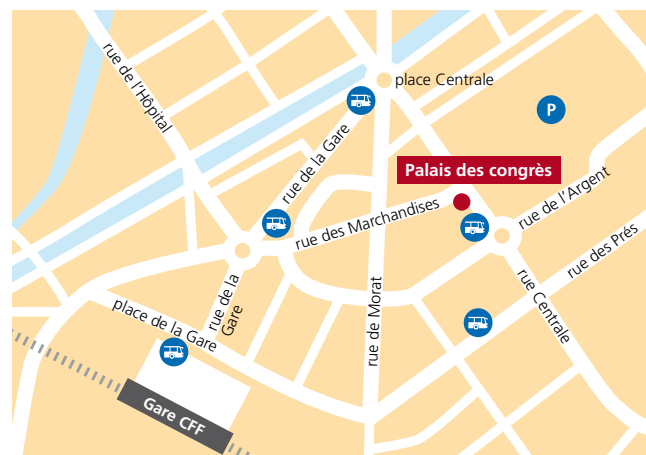 rue de l'Hôpital
place Centrale
P
rue de la Gare
Palais des congrès
rue de l'Argent
rue des Marchandises
rue des Prés
rue de la
Gare
place de la Gare
rue de Morat
rue Centrale
Gare CFF